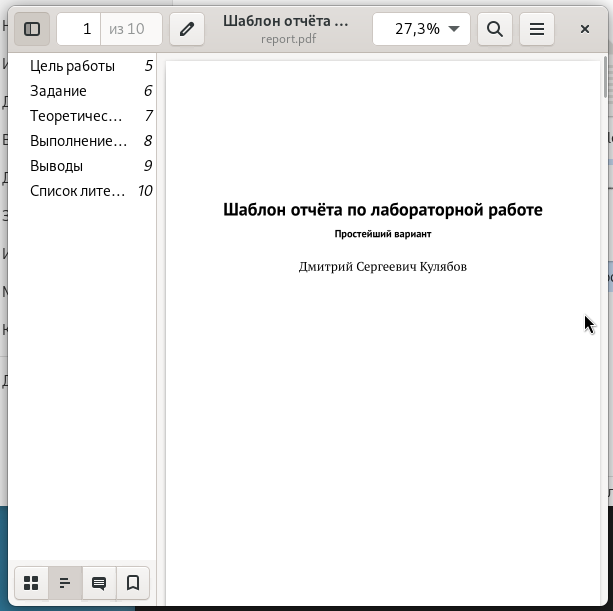 1 из 10
Шаблон отчёта ...
report.pdf
27,3%
Цель работы 5
Задание 6
Теоретичес... 7
Выполнение... 8
Выводы 9
Список лите... 10
Шаблон отчёта по лабораторной работе
Простейший вариант
Дмитрий Сергеевич Кулябов